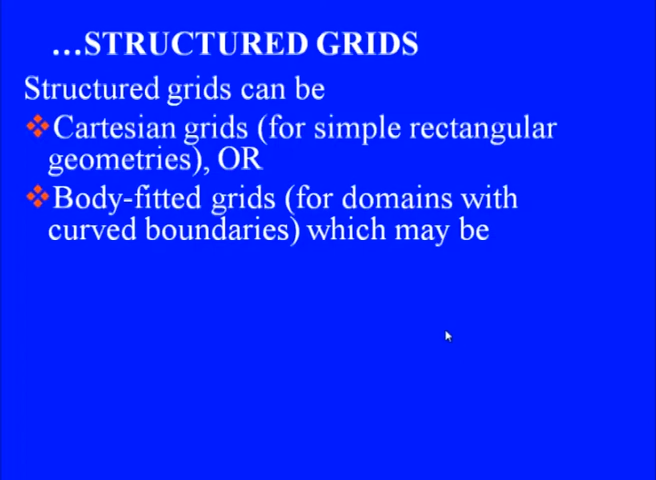 ...STRUCTURED GRIDS
Structured grids can be
❖Cartesian grids (for simple rectangular
geometries), OR
❖Body-fitted grids (for domains with
curved boundaries) which may be